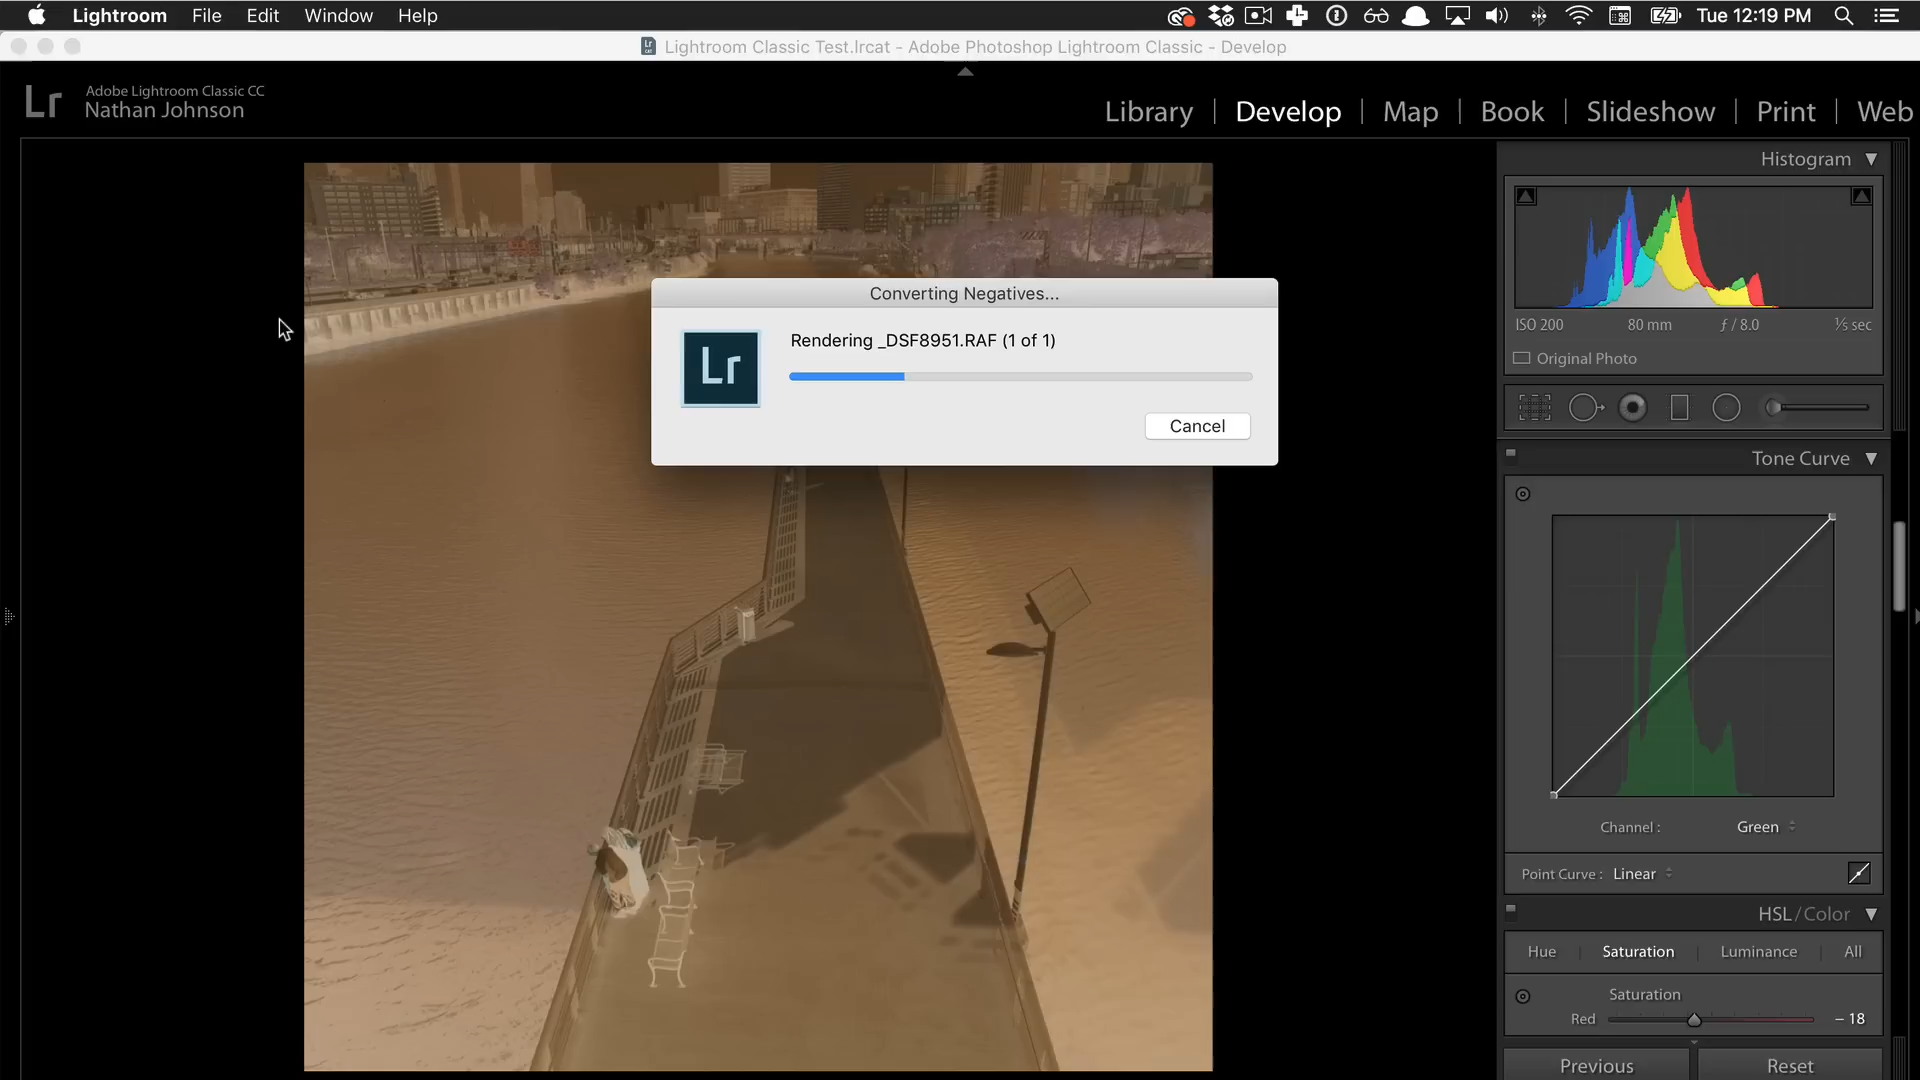 Lightroom File Edit Window Help Tue 12:19 PM
Lightroom Classic Test.lrcat - Adobe Photoshop Lightroom Classic - Develop
Lr Adobe Lightroom Classic CC
Nathan Johnson
Library | Develop | Map | Book | Slideshow | Print | Web
Histogram
ISO 200 80 mm ƒ / 8.0 ⅕ sec
Original Photo
Converting Negatives...
Lr
Rendering _DSF8951.RAF (1 of 1)
Cancel
Tone Curve
Channel : Green
Point Curve : Linear
HSL / Color
Hue | Saturation | Luminance | All
Saturation
Red − 18
Previous Reset